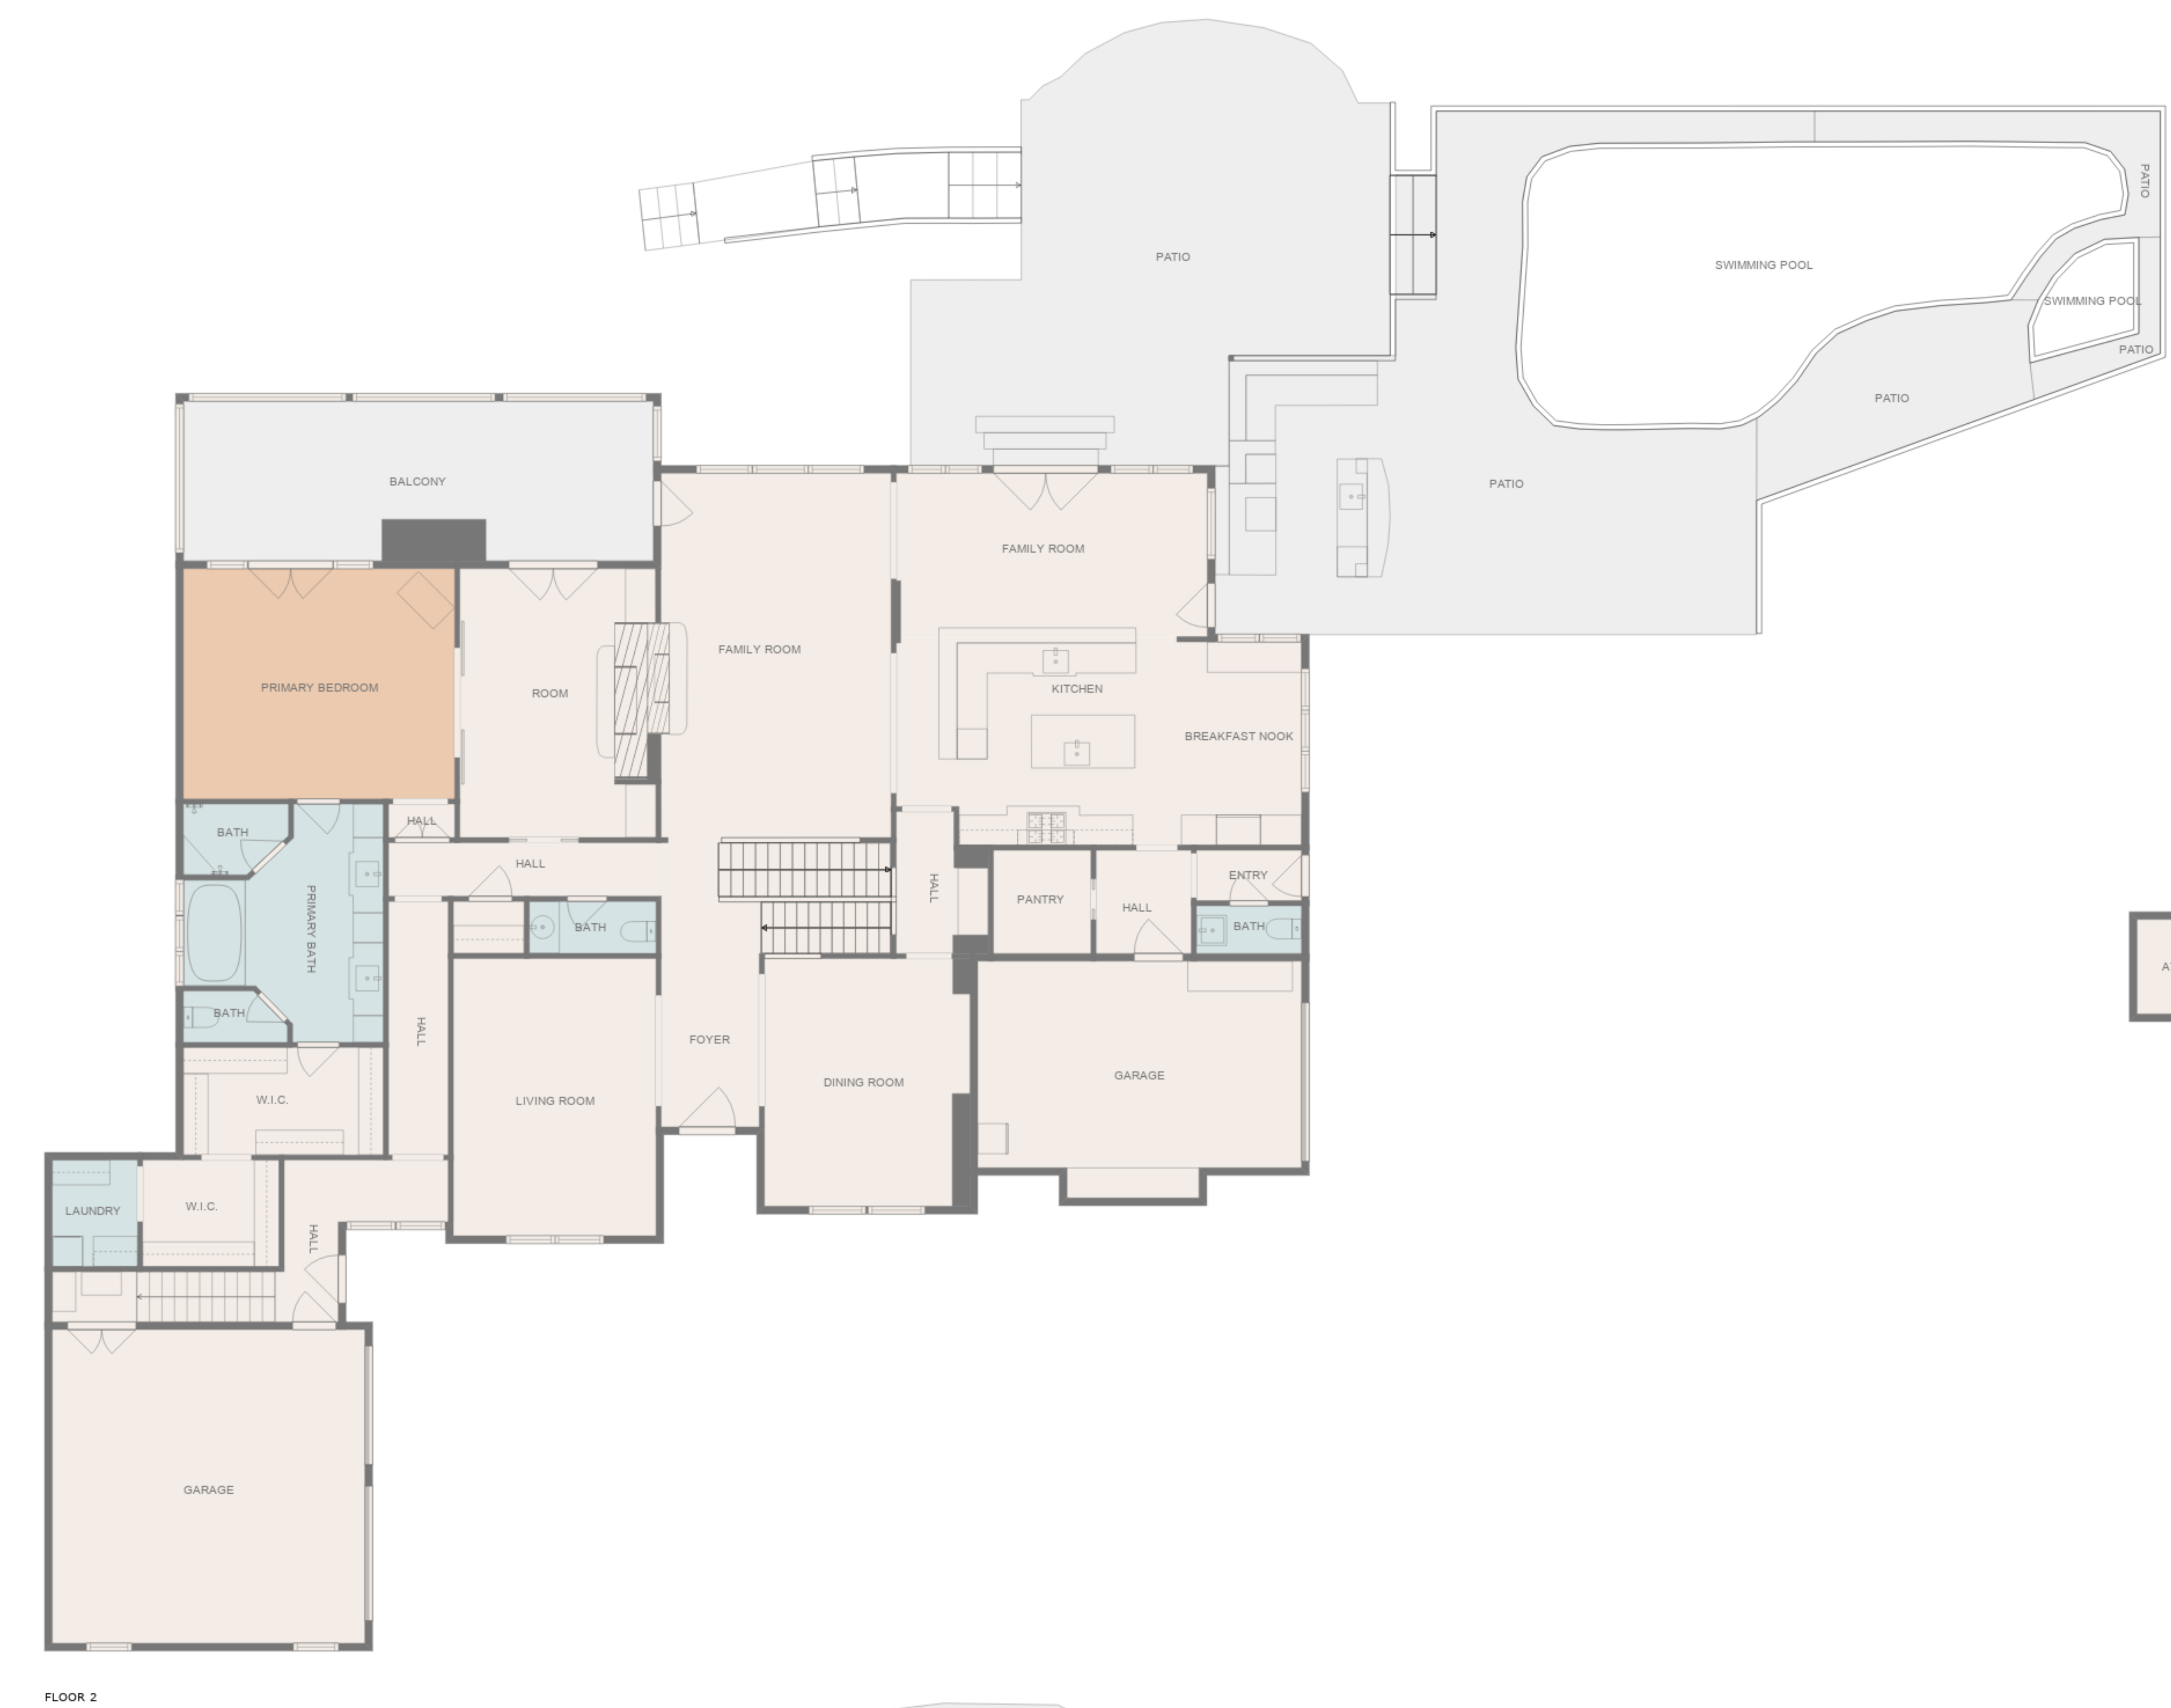 PATIO
PATIO
SWIMMING POOL
SWIMMING POOL
PATIO
PATIO
PATIO
BALCONY
FAMILY ROOM
FAMILY ROOM
PRIMARY BEDROOM
ROOM
KITCHEN
BREAKFAST NOOK
BATH
HALL
HALL
PRIMARY BATH
BATH
HALL
PANTRY
HALL
ENTRY
BATH
BATH
HALL
FOYER
W.I.C.
LIVING ROOM
DINING ROOM
GARAGE
LAUNDRY
W.I.C.
HALL
GARAGE
FLOOR 2